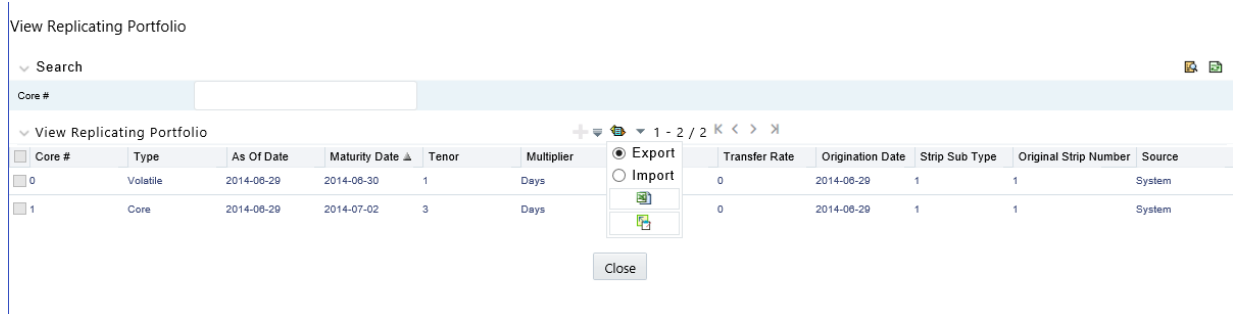 View Replicating Portfolio
Search
Core #
View Replicating Portfolio 1 - 2 / 2
Core # Type As Of Date Maturity Date Tenor Multiplier Export Transfer Rate Origination Date Strip Sub Type Original Strip Number Source
0 Volatile 2014-06-29 2014-06-30 1 Days Import 0 2014-06-29 1 1 System
1 Core 2014-06-29 2014-07-02 3 Days 0 2014-06-29 1 1 System
Close